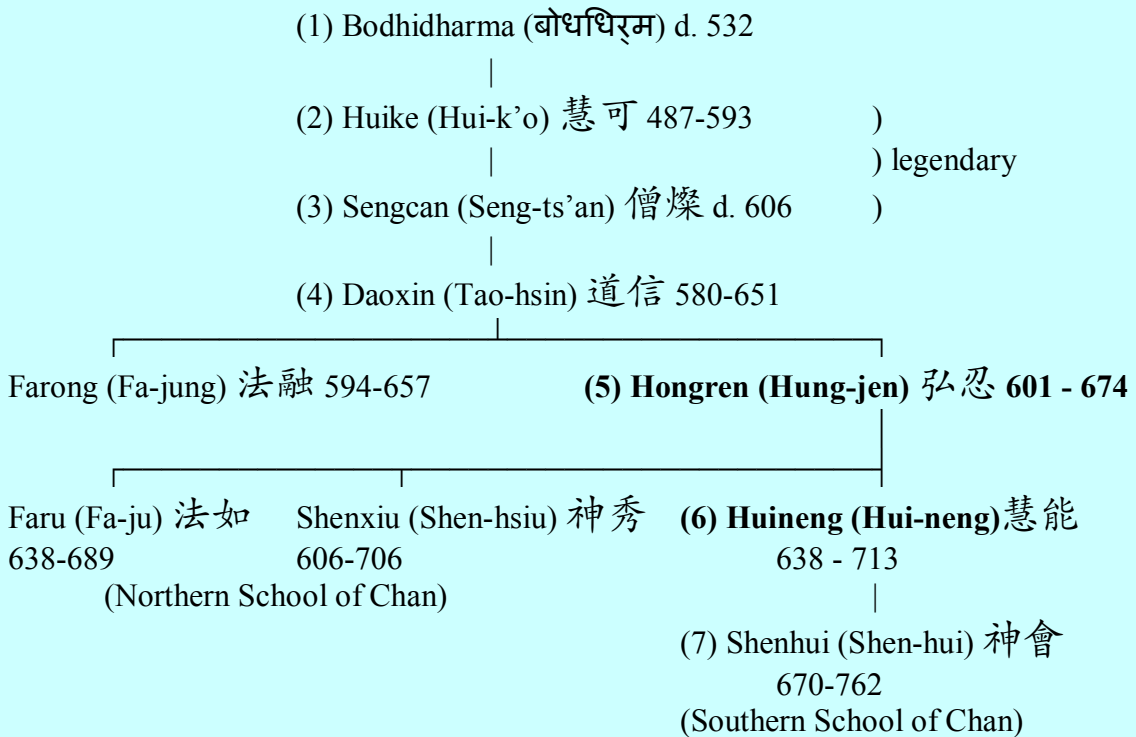 (1) Bodhidharma (बोधधिर्‌म) d. 532
|
(2) Huike (Hui-k’o) 慧可 487-593 )
| ) legendary
(3) Sengcan (Seng-ts’an) 僧燦 d. 606 )
|
(4) Daoxin (Tao-hsin) 道信 580-651
Farong (Fa-jung) 法融 594-657 (5) Hongren (Hung-jen) 弘忍 601 - 674
Faru (Fa-ju) 法如 Shenxiu (Shen-hsiu) 神秀 (6) Huineng (Hui-neng)慧能
638-689 606-706 638 - 713
(Northern School of Chan) |
(7) Shenhui (Shen-hui) 神會
670-762
(Southern School of Chan)